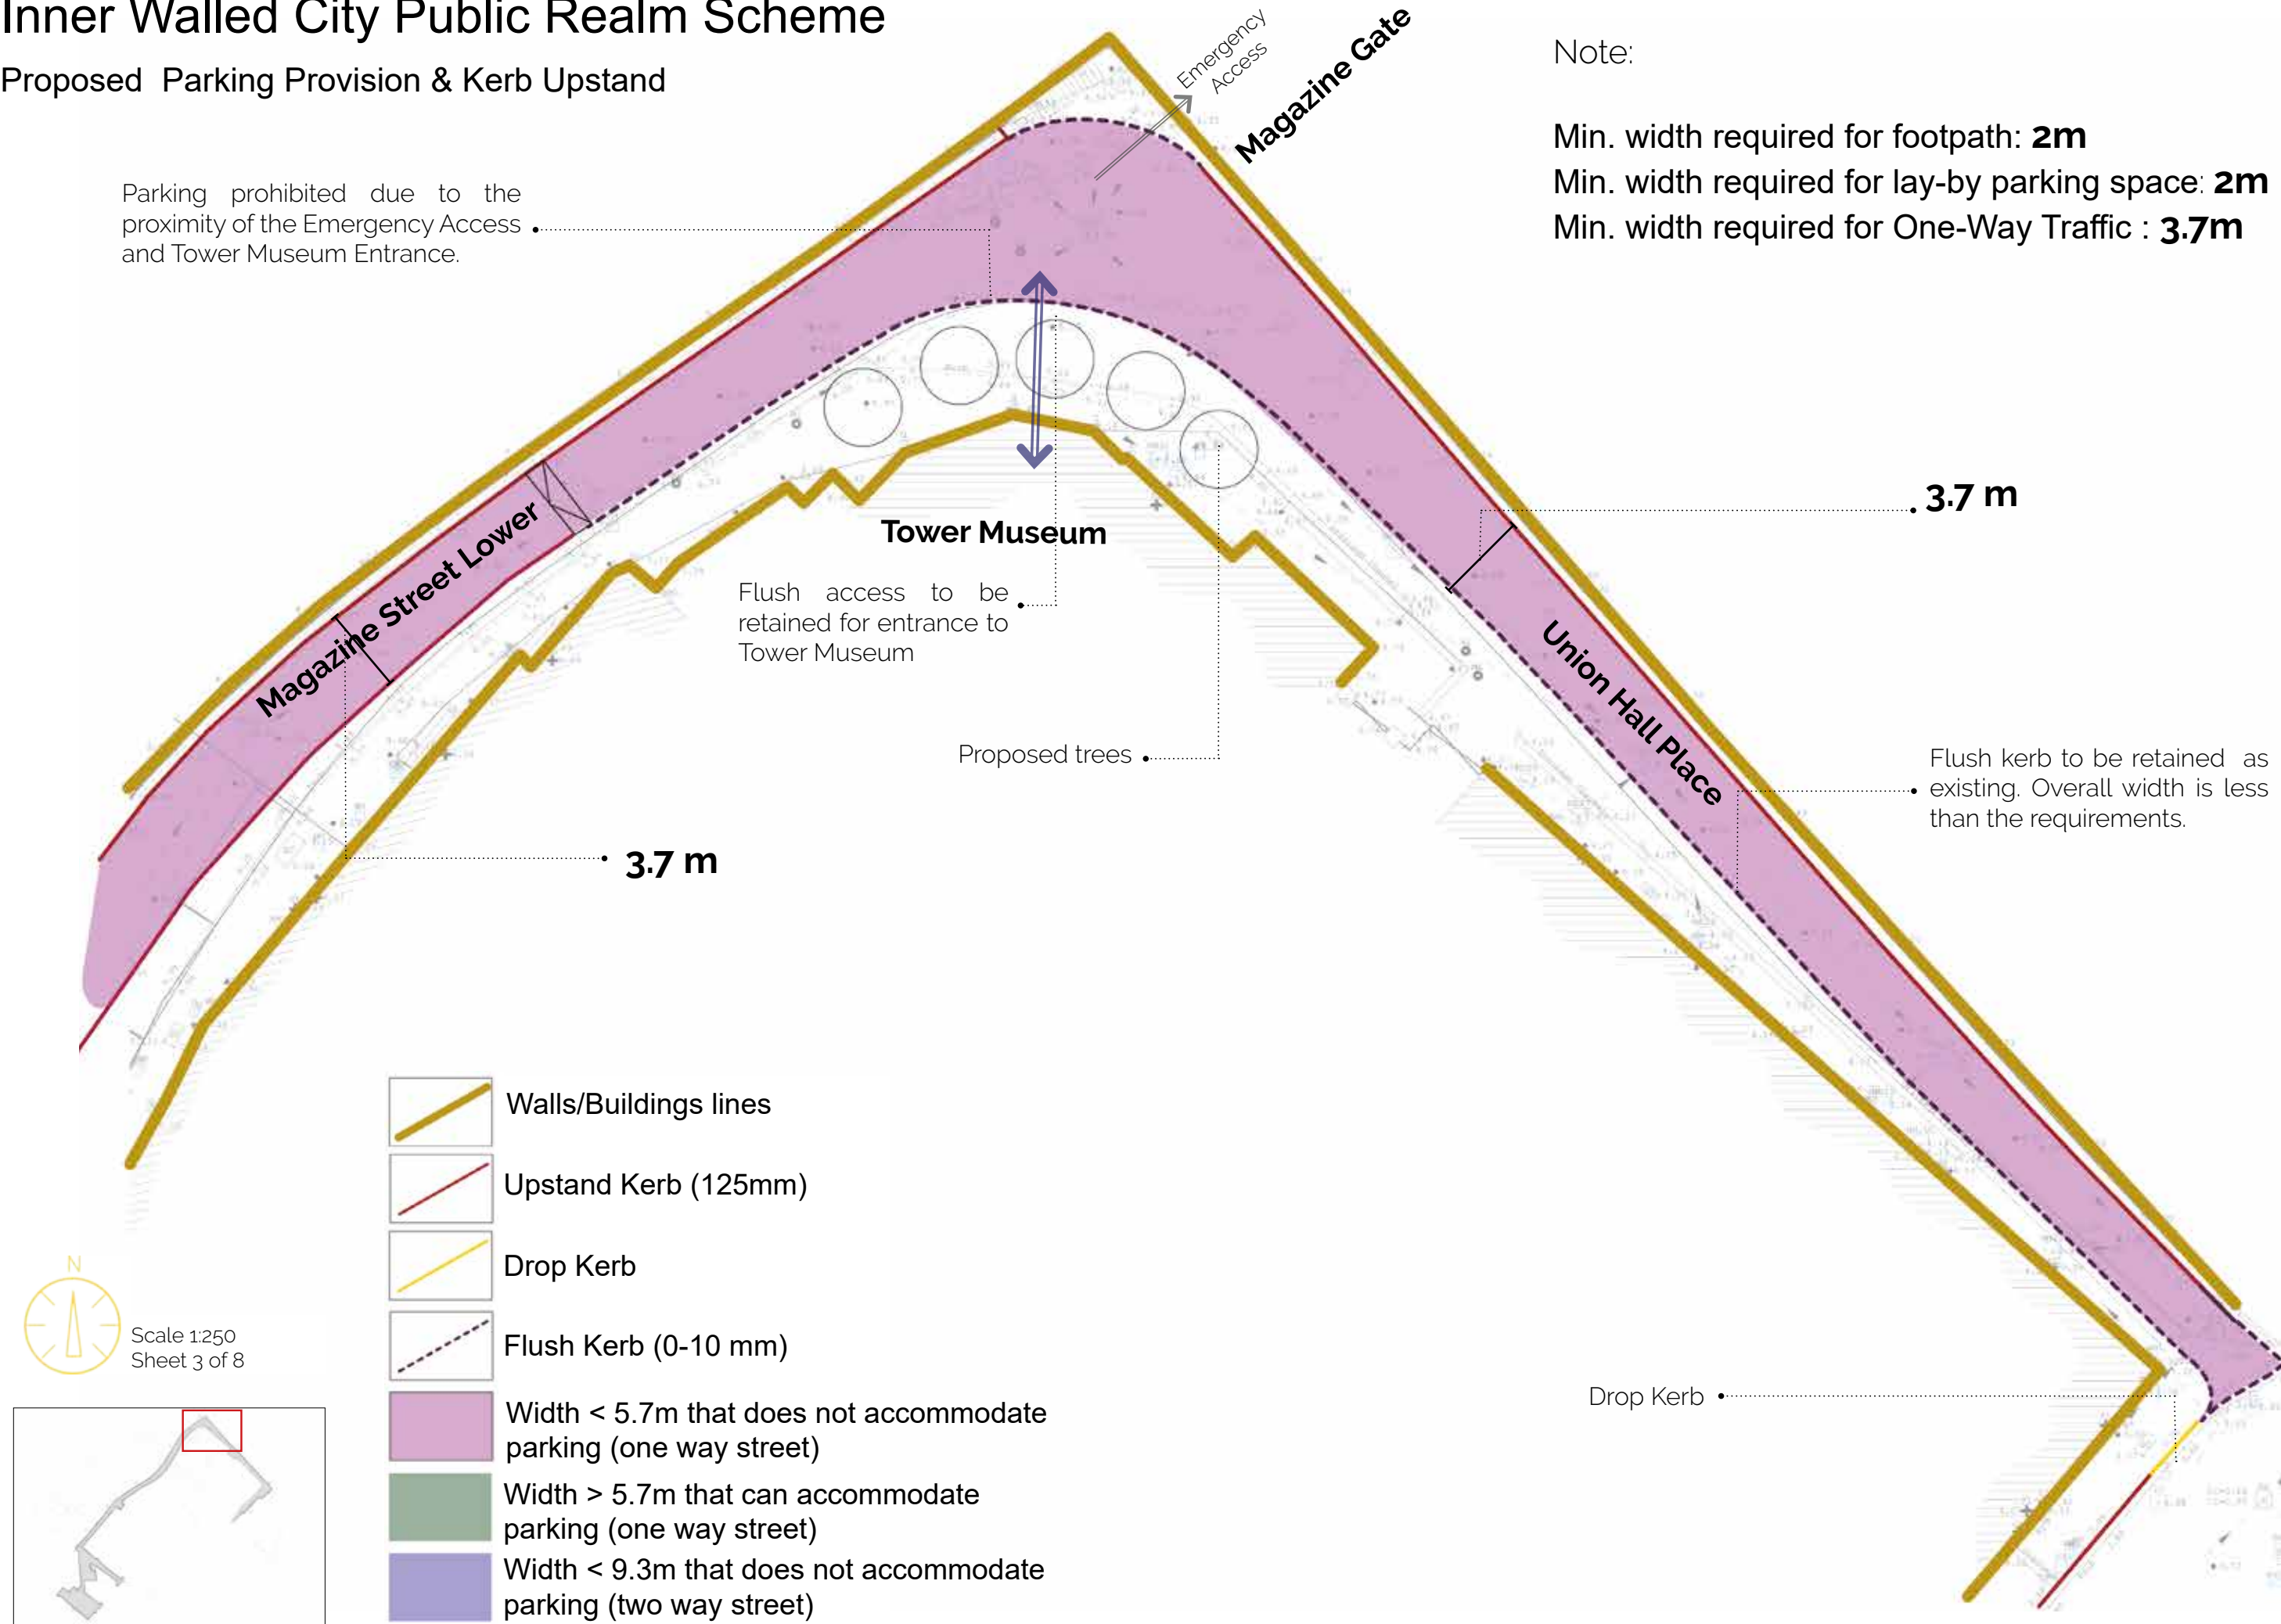 Inner Walled City Public Realm Scheme
Proposed Parking Provision & Kerb Upstand
Emergency
Access
Magazine Gate
Note:
Min. width required for footpath: 2m
Min. width required for lay-by parking space: 2m
Min. width required for One-Way Traffic : 3.7m
Parking prohibited due to the
proximity of the Emergency Access
and Tower Museum Entrance.
3.7 m
Magazine Street Lower
Tower Museum
Flush access to be
retained for entrance to
Tower Museum
Union Hall Place
Proposed trees
Flush kerb to be retained as
existing. Overall width is less
than the requirements.
3.7 m
Walls/Buildings lines
Upstand Kerb (125mm)
Drop Kerb
Flush Kerb (0-10 mm)
Width < 5.7m that does not accommodate
parking (one way street)
Width > 5.7m that can accommodate
parking (one way street)
Width < 9.3m that does not accommodate
parking (two way street)
N
Scale 1:250
Sheet 3 of 8
Drop Kerb